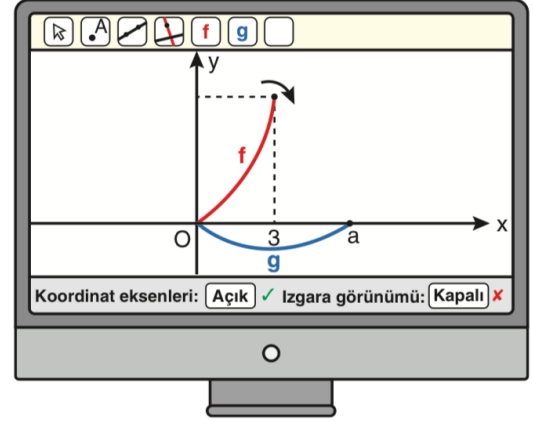 A f g
y
f
O 3 a x
g
Koordinat eksenleri: Açık ✓ Izgara görünümü: Kapalı ✘